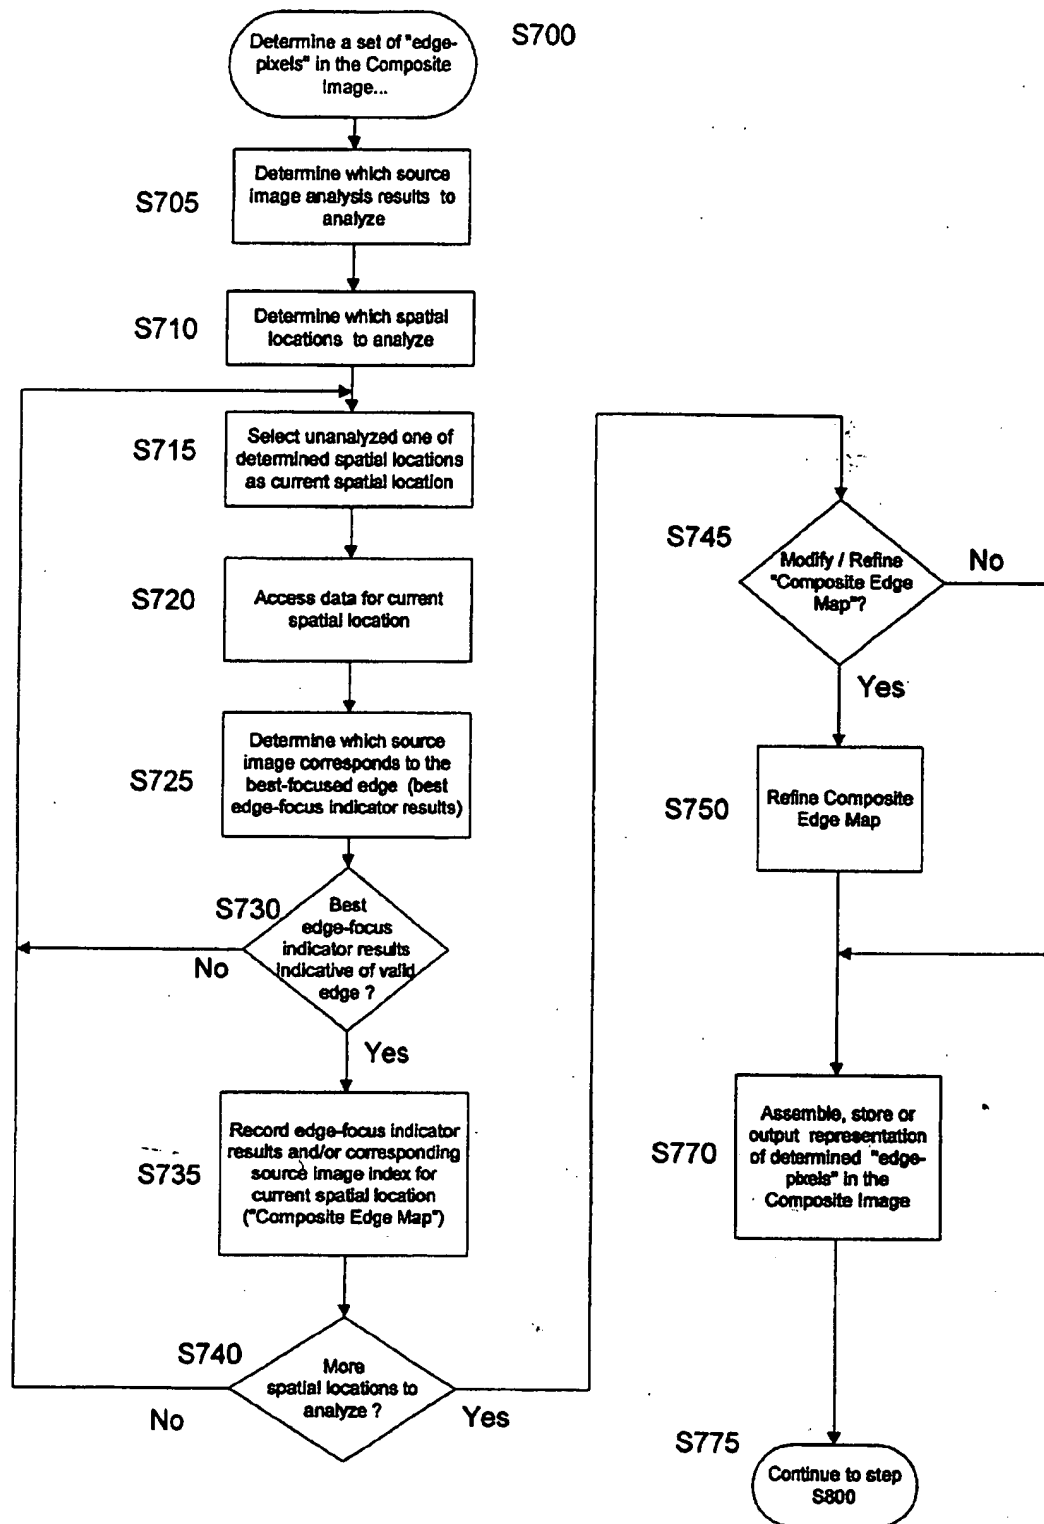 S700
Determine a set of "edge-
pixels" in the Composite
Image...
S705
Determine which source
image analysis results to
analyze
S710
Determine which spatial
locations to analyze
S715
Select unanalyzed one of
determined spatial locations
as current spatial location
S720
Access data for current
spatial location
S725
Determine which source
image corresponds to the
best-focused edge (best
edge-focus indicator results)
S730
Best
edge-focus
indicator results
indicative of valid
edge ?
No
Yes
S735
Record edge-focus indicator
results and/or corresponding
source image index for
current spatial location
("Composite Edge Map")
S740
More
spatial locations to
analyze ?
No
Yes
S745
Modify / Refine
"Composite Edge
Map"?
No
Yes
S750
Refine Composite
Edge Map
S770
Assemble, store or
output representation
of determined "edge-
pixels" in the
Composite Image
S775
Continue to step
S800